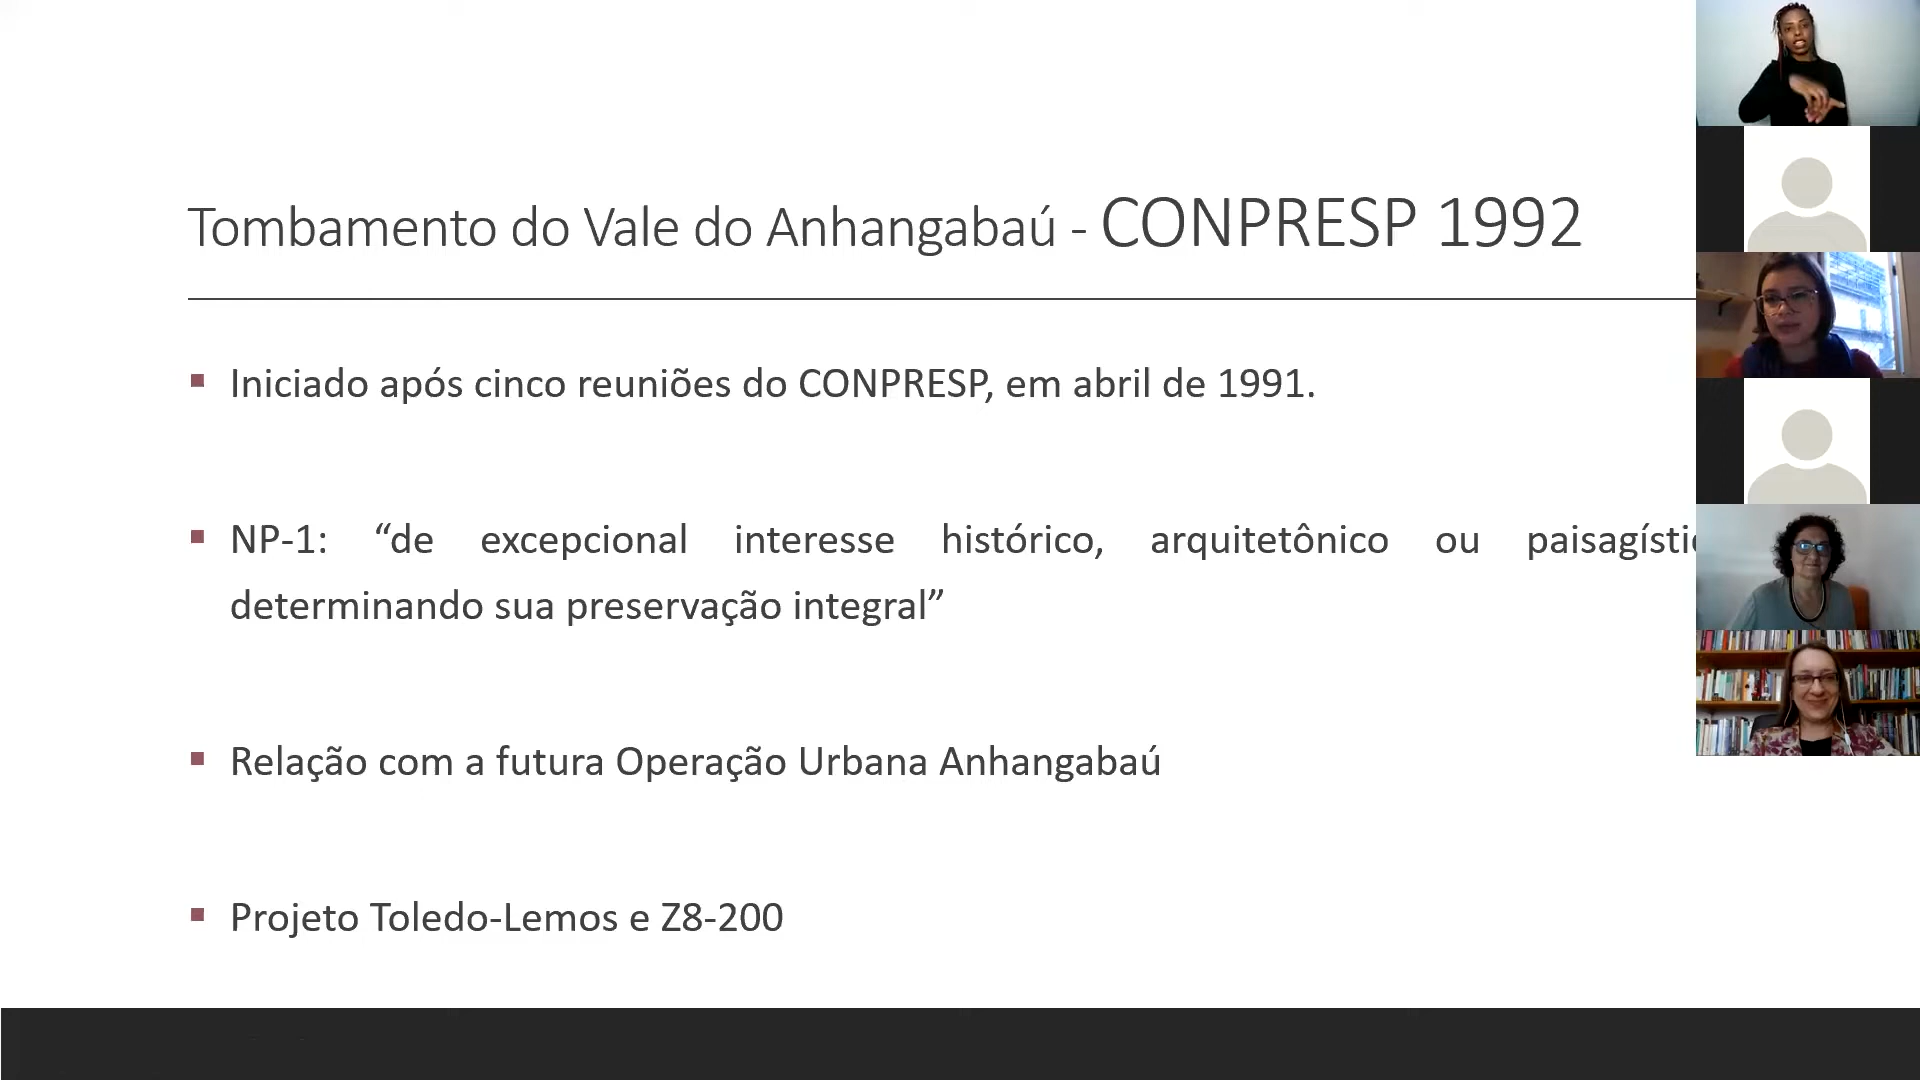 Tombamento do Vale do Anhangabaú - CONPRESP 1992
Iniciado após cinco reuniões do CONPRESP, em abril de 1991.
NP-1: “de excepcional interesse histórico, arquitetônico ou
determinando sua preservação integral”
Relação com a futura Operação Urbana Anhangabaú
Projeto Toledo-Lemos e Z8-200